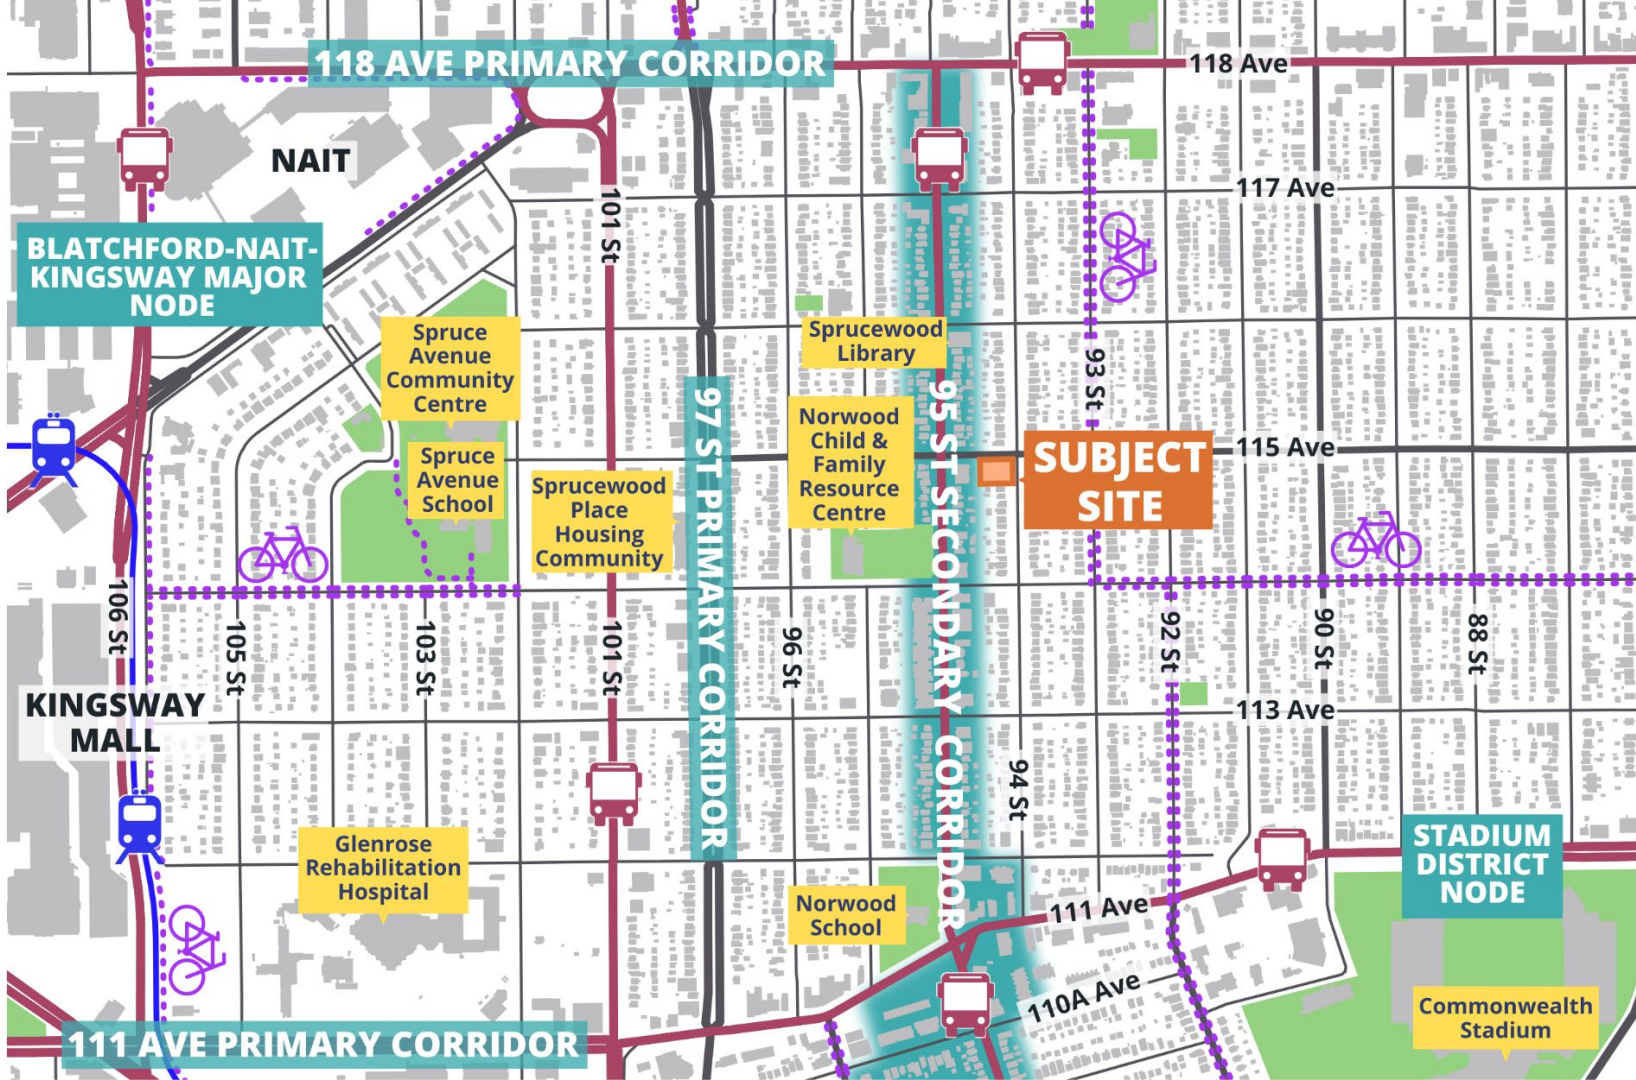 118 AVE PRIMARY CORRIDOR
118 Ave
NAIT
117 Ave
101 St
BLATCHFORD-NAIT-
KINGSWAY MAJOR
NODE
Spruce
Avenue
Community
Centre
Sprucewood
Library
93 St
97 ST PRIMARY CORRIDOR
95 ST SECONDARY CORRIDOR
Norwood
Child &
Family
Resource
Centre
SUBJECT
SITE
115 Ave
Spruce
Avenue
School
Sprucewood
Place
Housing
Community
106 St
105 St
103 St
101 St
96 St
92 St
90 St
88 St
KINGSWAY
MALL
113 Ave
94 St
Glenrose
Rehabilitation
Hospital
STADIUM
DISTRICT
NODE
Norwood
School
111 Ave
110A Ave
Commonwealth
Stadium
111 AVE PRIMARY CORRIDOR